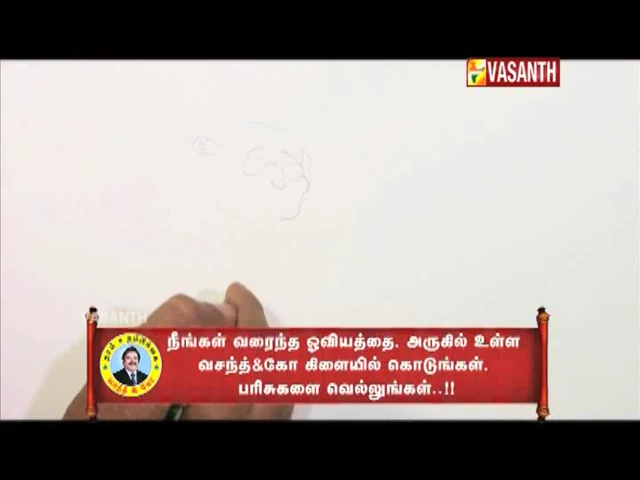 VASANTH
VASANTH
நீங்கள் வரைந்த ஓவியத்தை, அருகில் உள்ள
வசந்த்&கோ கிளையில் கொடுங்கள்.
பரிசுகளை வெல்லுங்கள்..!!